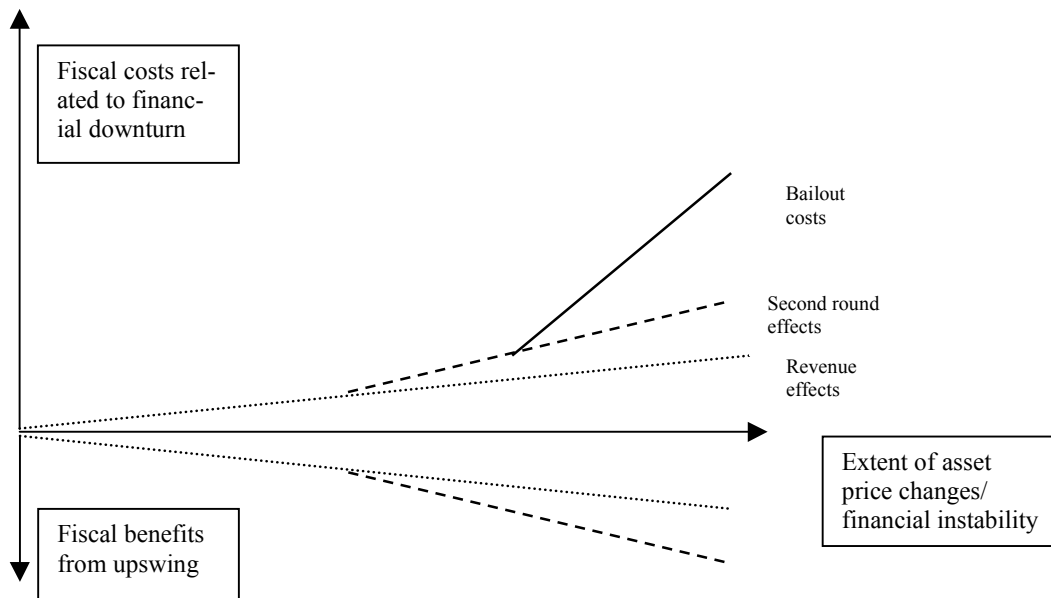 Fiscal costs rel-
ated to financ-
ial downturn
Bailout
costs
Second round
effects
Revenue
effects
Extent of asset
price changes/
financial instability
Fiscal benefits
from upswing